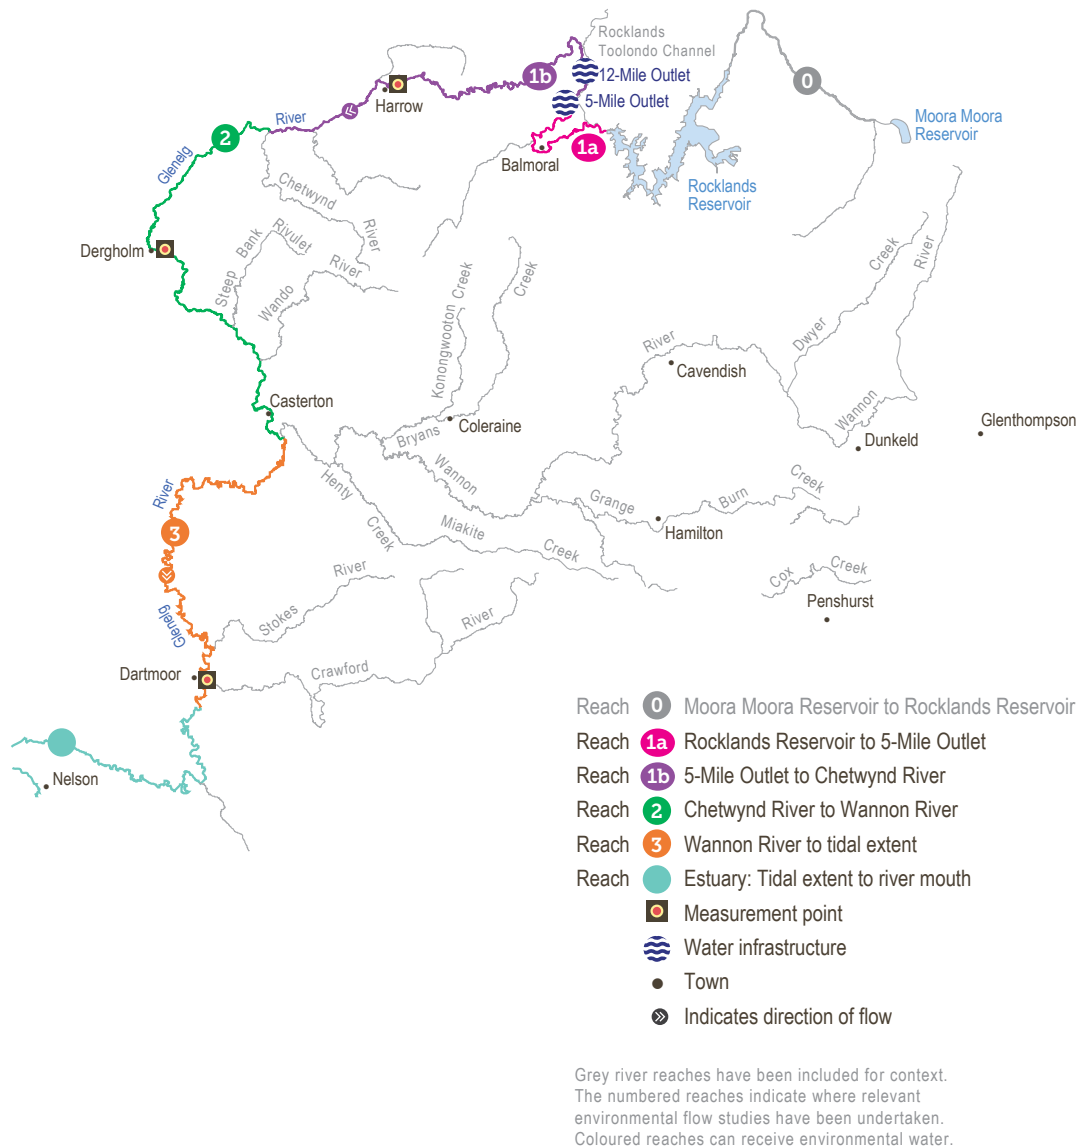 Rocklands
Toolondo Channel
12-Mile Outlet
5-Mile Outlet
1b
0
Harrow
River
2
1a
Balmoral
Moora Moora
Reservoir
Rocklands
Reservoir
Glenelg
Chetwynd
River
Dergholm
Steep Bank Rivulet
Wando River
Konongwooton Creek
Creek
Dwyer Creek
River
River
Cavendish
Casterton
Coleraine
Bryans
Wannon
Dunkeld
Glenthompson
Henty
Creek
Wannon
Grange Burn Creek
Hamilton
Miakite
Creek
River
3
Glenelg
Stokes River
Cox Creek
Penshurst
Dartmoor
Crawford River
Nelson
Reach 0 Moora Moora Reservoir to Rocklands Reservoir
Reach 1a Rocklands Reservoir to 5-Mile Outlet
Reach 1b 5-Mile Outlet to Chetwynd River
Reach 2 Chetwynd River to Wannon River
Reach 3 Wannon River to tidal extent
Reach Estuary: Tidal extent to river mouth
Measurement point
Water infrastructure
Town
Indicates direction of flow
Grey river reaches have been included for context.
The numbered reaches indicate where relevant
environmental flow studies have been undertaken.
Coloured reaches can receive environmental water.